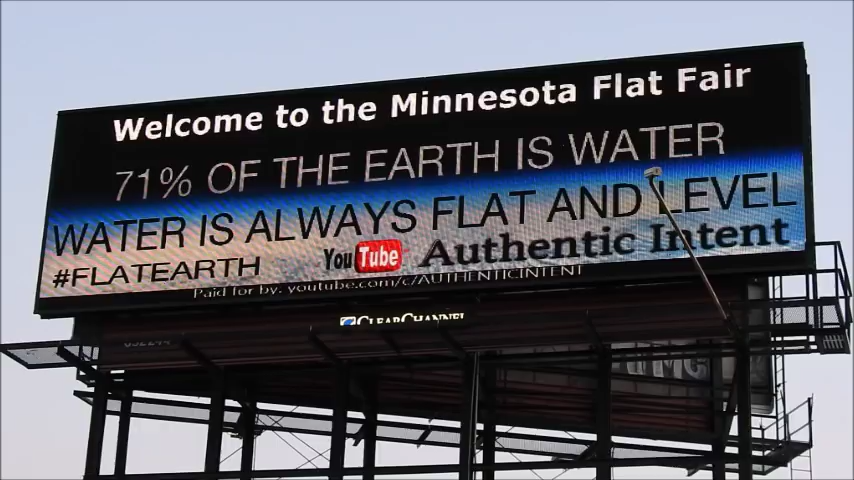 Welcome to the Minnesota Flat Fair
71% OF THE EARTH IS WATER
WATER IS ALWAYS FLAT AND LEVEL
#FLATEARTH YouTube Authentic Intent
Paid for by: youtube.com/c/AUTHENTICINTENT
CLEARCHANNEL